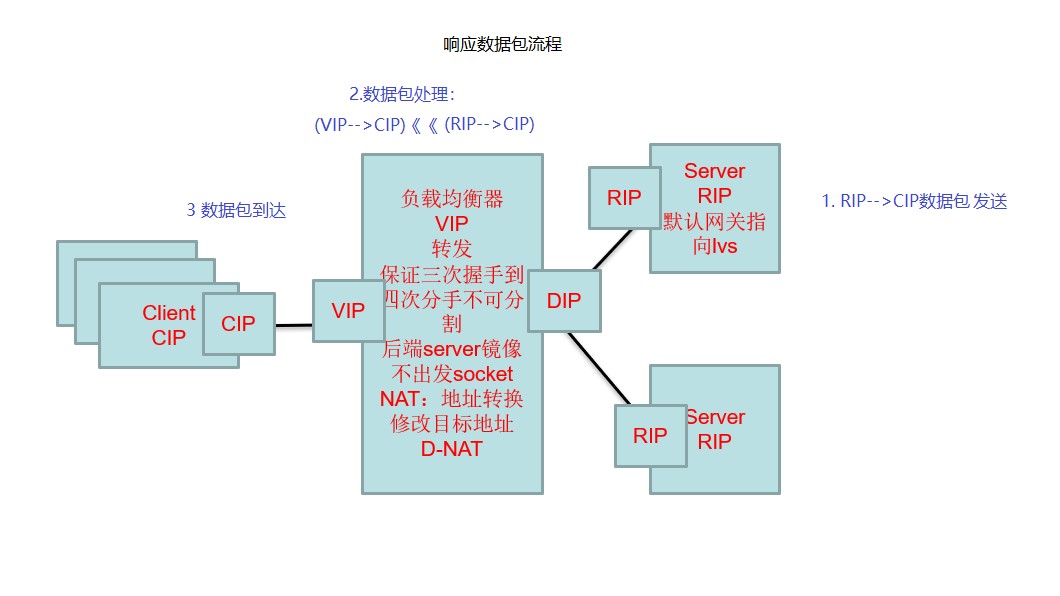 响应数据包流程
2.数据包处理：
(VIP-->CIP)《《 (RIP-->CIP)
3 数据包到达
1. RIP-->CIP数据包 发送
Client
CIP
CIP
VIP
负载均衡器
VIP
转发
保证三次握手到
四次分手不可分
割
后端server镜像
不出发socket
NAT：地址转换
修改目标地址
D-NAT
DIP
RIP
Server
RIP
默认网关指
向lvs
RIP
Server
RIP